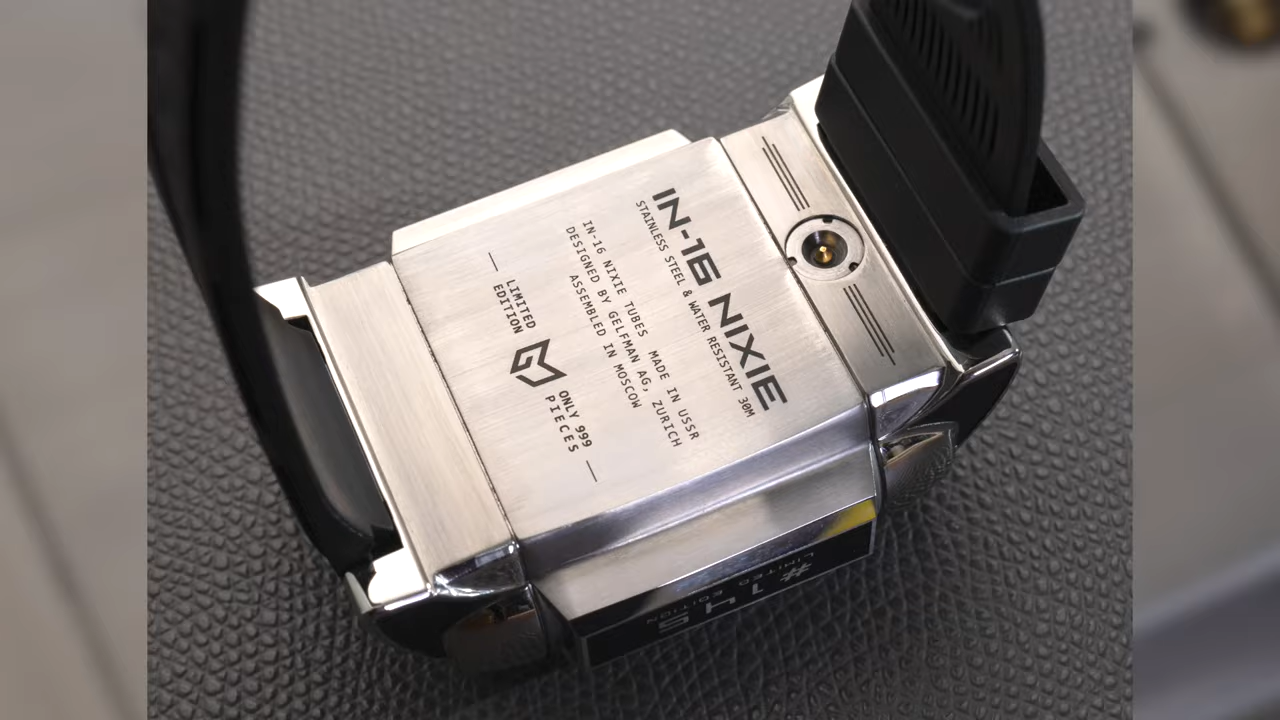 IN-16 NIXIE
STAINLESS STEEL & WATER RESISTANT 30M
IN-16 NIXIE TUBES MADE IN USSR
DESIGNED BY GELFMAN AG, ZURICH
ASSEMBLED IN MOSCOW
LIMITED
EDITION
ONLY 999
PIECES
#
145
LIMITED EDITION